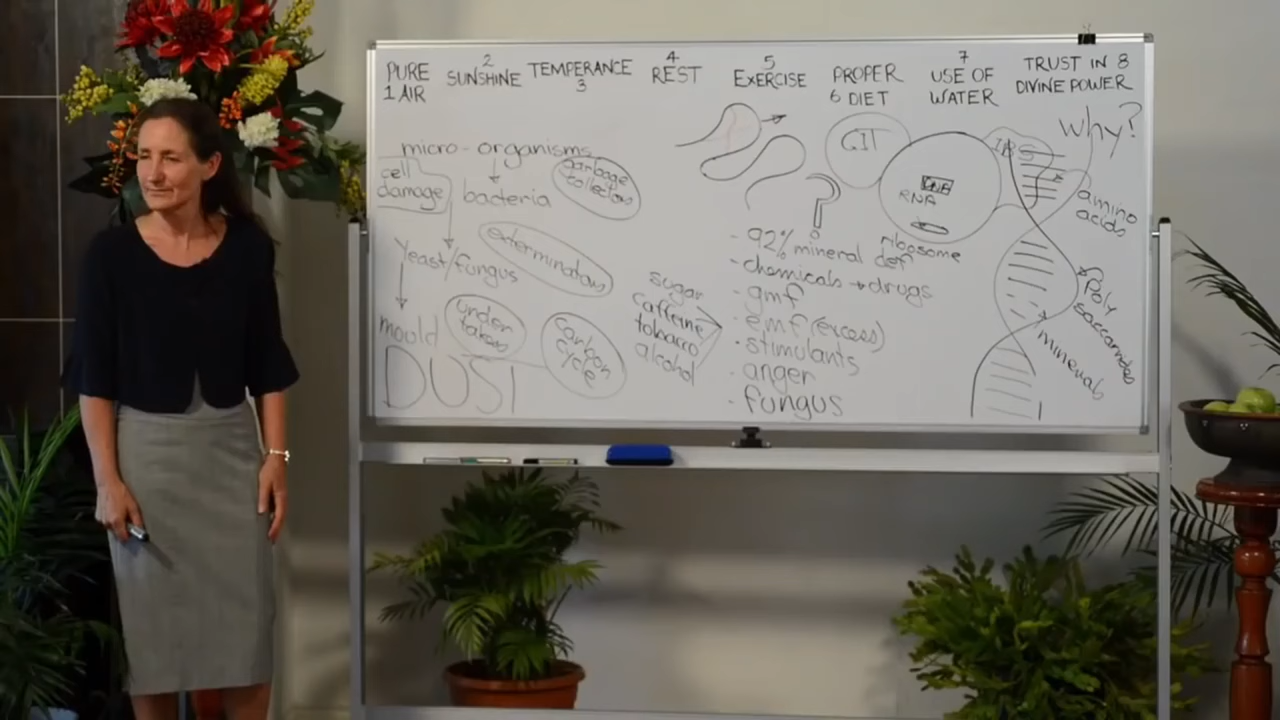 PURE
1 AIR
2
SUNSHINE
TEMPERANCE
3
4
REST
5
EXERCISE
PROPER
6 DIET
7
USE OF
WATER
TRUST IN 8
DIVINE POWER
micro-organisms
cell
damage
bacteria
garbage
collectors
yeast/fungus
exterminators
mould
under
takers
carbon
cycle
DUST
sugar
caffeine
tobacco
alcohol
- 92% mineral def
- chemicals → drugs
- gmf
- emf (excess)
· stimulants
- anger
- fungus
GIT
RNA
ribosome
Why?
amino
acids
Poly
minerals